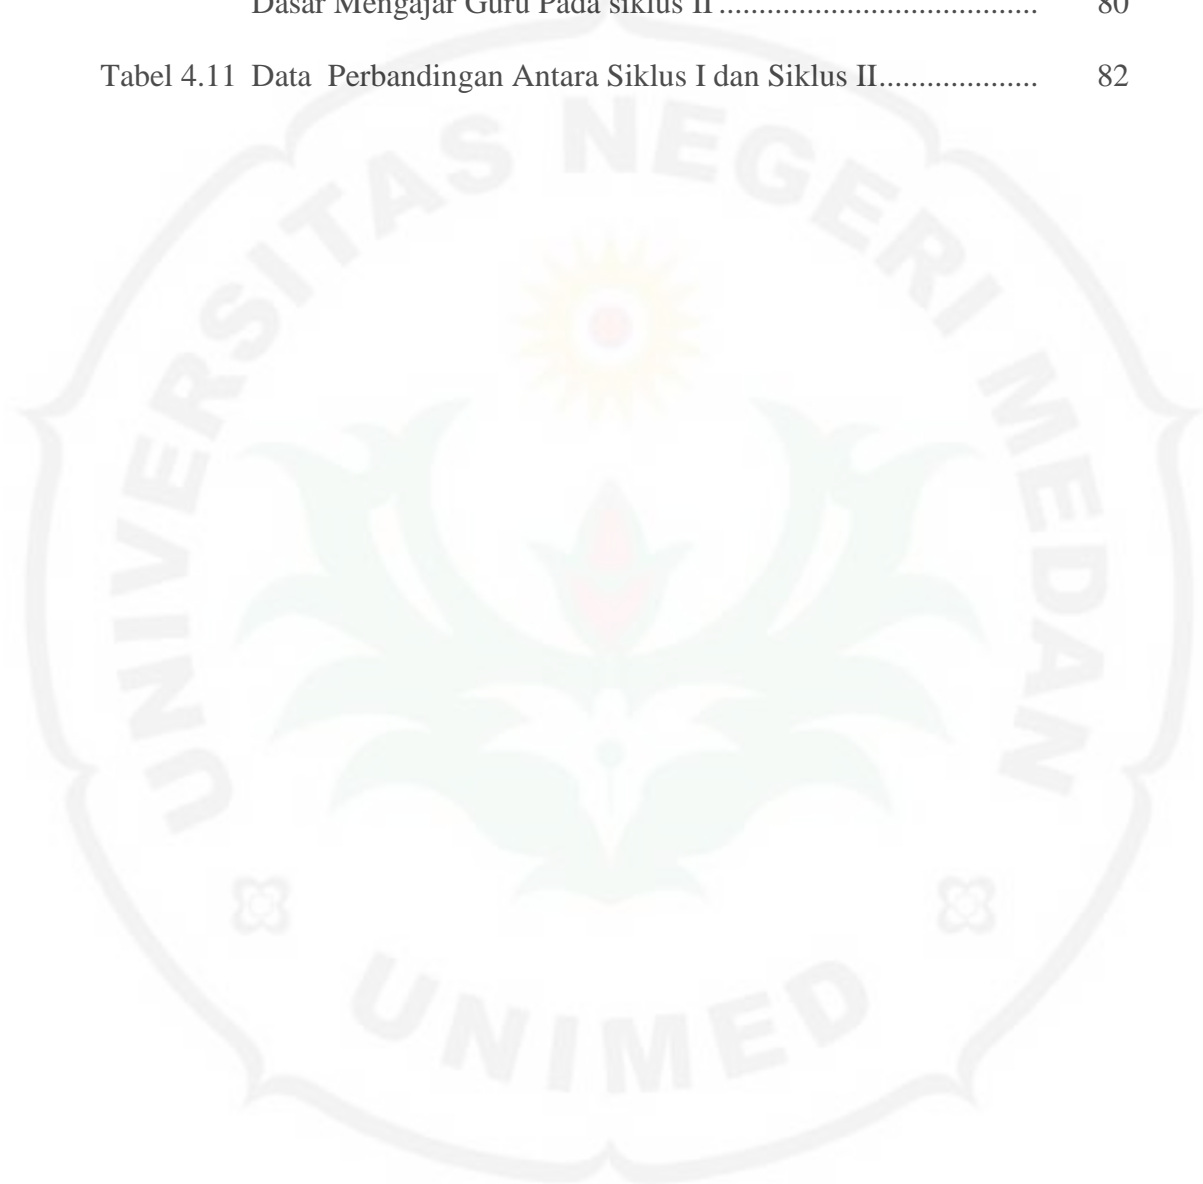 Dasar Mengajar Guru Pada siklus II ........................................ 80
Tabel 4.11 Data Perbandingan Antara Siklus I dan Siklus II.................... 82
UNIVERSITAS NEGERI MEDAN
UNIMED